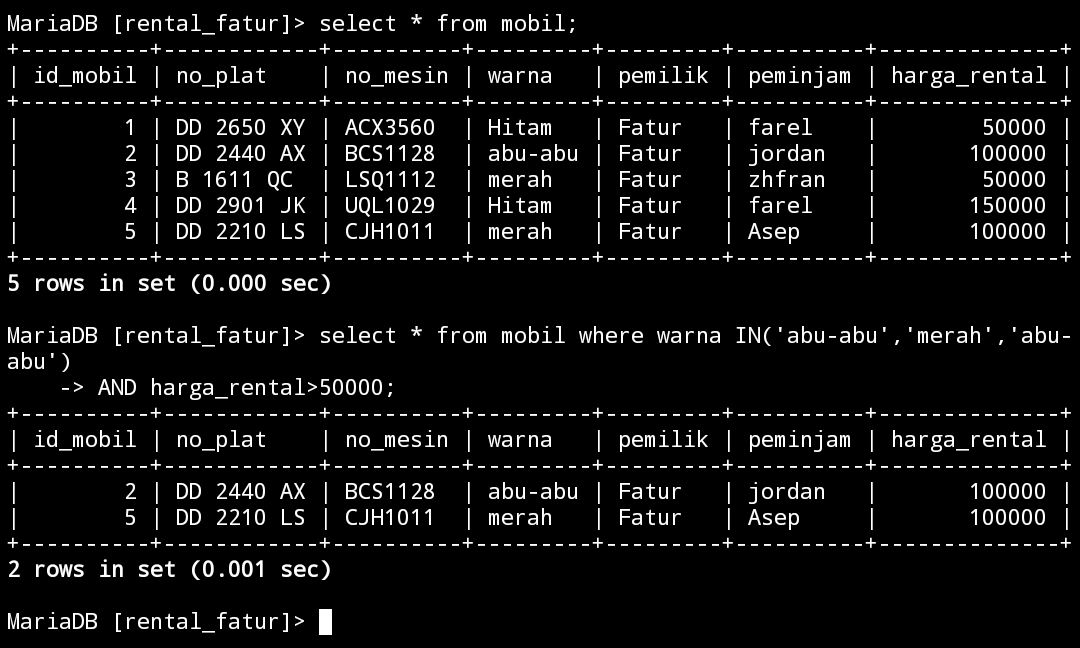 MariaDB [rental_fatur]> select * from mobil;
+----------+------------+----------+---------+---------+----------+--------------+
| id_mobil | no_plat    | no_mesin | warna   | pemilik | peminjam | harga_rental |
+----------+------------+----------+---------+---------+----------+--------------+
|        1 | DD 2650 XY | ACX3560  | Hitam   | Fatur   | farel    |        50000 |
|        2 | DD 2440 AX | BCS1128  | abu-abu | Fatur   | jordan   |       100000 |
|        3 | B 1611 QC  | LSQ1112  | merah   | Fatur   | zhfran   |        50000 |
|        4 | DD 2901 JK | UQL1029  | Hitam   | Fatur   | farel    |       150000 |
|        5 | DD 2210 LS | CJH1011  | merah   | Fatur   | Asep     |       100000 |
+----------+------------+----------+---------+---------+----------+--------------+
5 rows in set (0.000 sec)

MariaDB [rental_fatur]> select * from mobil where warna IN('abu-abu','merah','abu-
abu')
    -> AND harga_rental>50000;
+----------+------------+----------+---------+---------+----------+--------------+
| id_mobil | no_plat    | no_mesin | warna   | pemilik | peminjam | harga_rental |
+----------+------------+----------+---------+---------+----------+--------------+
|        2 | DD 2440 AX | BCS1128  | abu-abu | Fatur   | jordan   |       100000 |
|        5 | DD 2210 LS | CJH1011  | merah   | Fatur   | Asep     |       100000 |
+----------+------------+----------+---------+---------+----------+--------------+
2 rows in set (0.001 sec)

MariaDB [rental_fatur]>